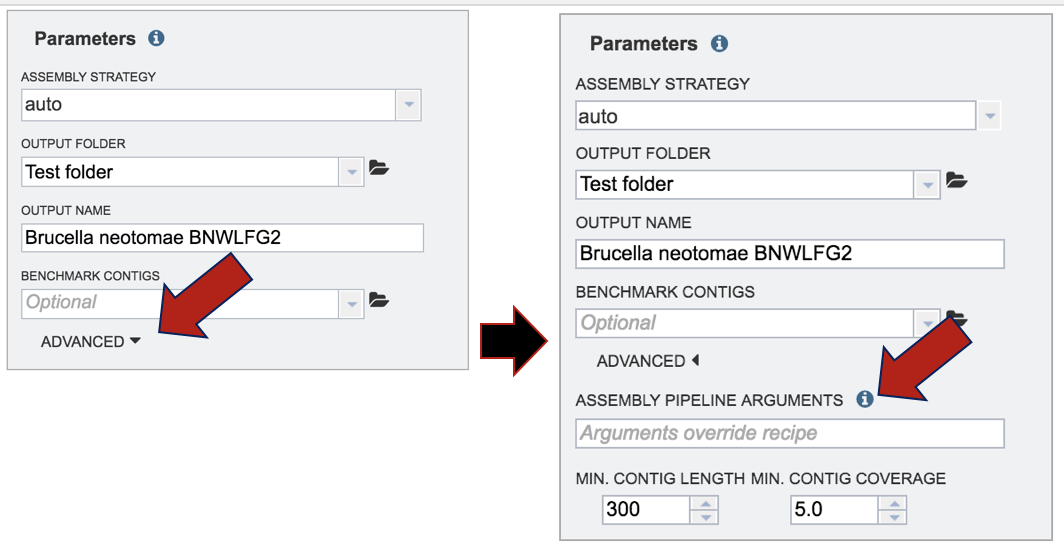 Parameters
ASSEMBLY STRATEGY
auto
OUTPUT FOLDER
Test folder
OUTPUT NAME
Brucella neotomae BNWLFG2
BENCHMARK CONTIGS
Optional
ADVANCED
Parameters
ASSEMBLY STRATEGY
auto
OUTPUT FOLDER
Test folder
OUTPUT NAME
Brucella neotomae BNWLFG2
BENCHMARK CONTIGS
Optional
ADVANCED
ASSEMBLY PIPELINE ARGUMENTS
Arguments override recipe
MIN. CONTIG LENGTH MIN. CONTIG COVERAGE
300 5.0